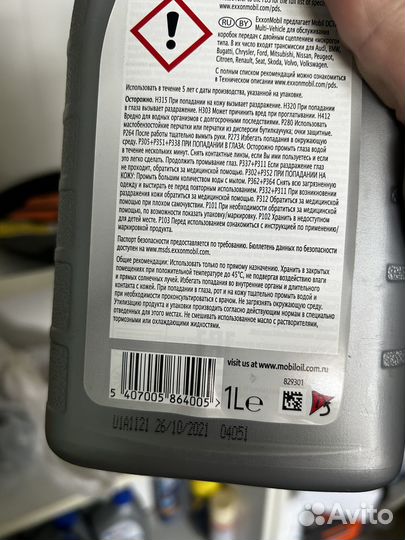 www.exxonmobil.com/pds.
RU BY ExxonMobil предлагает Mobil DCTF
Multi-Vehicle для обслуживания
коробок передач с двойным сцеплением
В их число входят трансмиссии для Audi, BMW,
Bugatti, Chrysler, Ford, Mitsubishi, Nissan, Peugeot,
Citroen, Renault, Seat, Skoda, Volvo, Volkswagen.
С полным списком рекомендаций можно ознакомиться
в Техническом описании www.exxonmobil.com/pds.
Использовать в течение 5 лет с даты производства, указанной на упаковке.
Осторожно. H315 При попадании на кожу вызывает раздражение. H320 При попадании
в глаза вызывает раздражение. H303 Может причинить вред при проглатывании. H412
Вредно для водных организмов с долгосрочными последствиями. P280 Использовать
маслобензостойкие перчатки или перчатки из дисперсии бутилкаучука; очки защитные.
P264 После работы тщательно вымыть руки. P273 Избегать попадания в окружающую
среду. P305+P351+P338 ПРИ ПОПАДАНИИ В ГЛАЗА: Осторожно промыть глаза водой
в течение нескольких минут. Снять контактные линзы, если Вы ими пользуетесь и если
это легко сделать. Продолжить промывание глаз. P337+P311 Если раздражение глаз не
проходит, обратиться за медицинской помощью. P302+P352 ПРИ ПОПАДАНИИ НА
КОЖУ: Промыть большим количеством воды с мылом. P362+P364 Снять всю загрязненную
одежду и выстирать ее перед повторным использованием. P332+P311 При возникновении
раздражения кожи обратиться за медицинской помощью. P312 Обратиться за медицинской
помощью при плохом самочувствии. P101 При необходимости обратиться за медицинской
помощью, по возможности, показать упаковку/маркировку. P102 Хранить в недоступном
для детей месте. P103 Перед использованием ознакомиться с инструкцией по применению/
маркировкой продукта.
Паспорт безопасности предоставляется по требованию. Бюллетень данных по безопасности
www.msds.exxonmobil.com.
Общие рекомендации: Использовать только по прямому назначению. Хранить в закрытых
помещениях при положительной температуре до 45°C, не подвергая воздействию влаги
и прямых солнечных лучей. Избегать попадания во внутренние органы и длительного
контакта с кожей. При попадании в глаза, рот и на кожу тщательно промыть водой и
при необходимости проконсультироваться с врачом. Не загрязнять окружающую среду.
Утилизацию продукта и упаковки производить согласно действующим нормам в специально
отведенных для этого местах. Не смешивать использованное масло с растворителями,
тормозными или охлаждающими жидкостями.
visit us at www.mobiloil.com
829301
5 407005 864005
1L℮
U1A1121 26/10/2021 04051
Avito